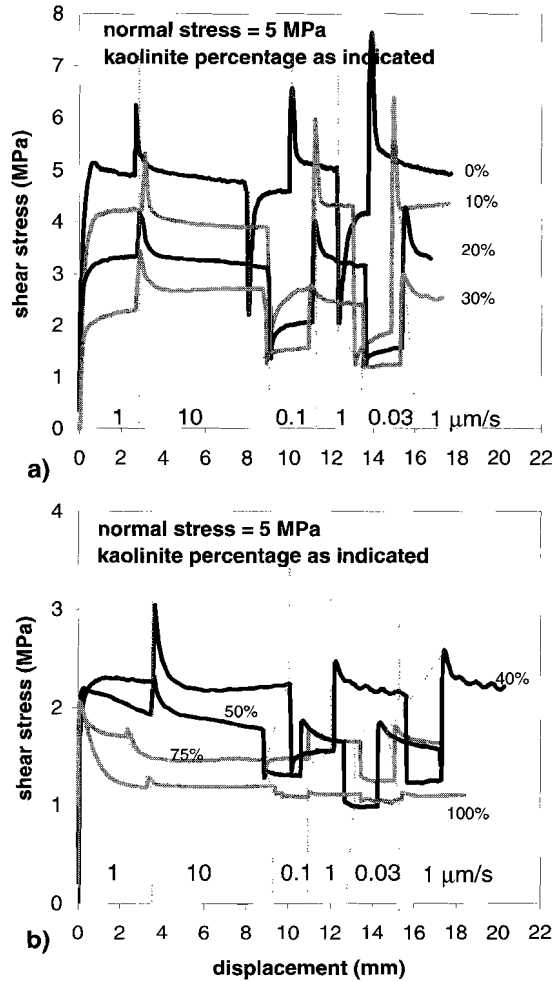 8
7
6
5
4
3
2
1
0
shear stress (MPa)
normal stress = 5 MPa
kaolinite percentage as indicated
0%
10%
20%
30%
1 10 0.1 1 0.03 1 μm/s
0 2 4 6 8 10 12 14 16 18 20 22
a)
4
3
2
1
0
shear stress (MPa)
normal stress = 5 MPa
kaolinite percentage as indicated
40%
50%
75%
100%
1 10 0.1 1 0.03 1 μm/s
0 2 4 6 8 10 12 14 16 18 20 22
b)
displacement (mm)